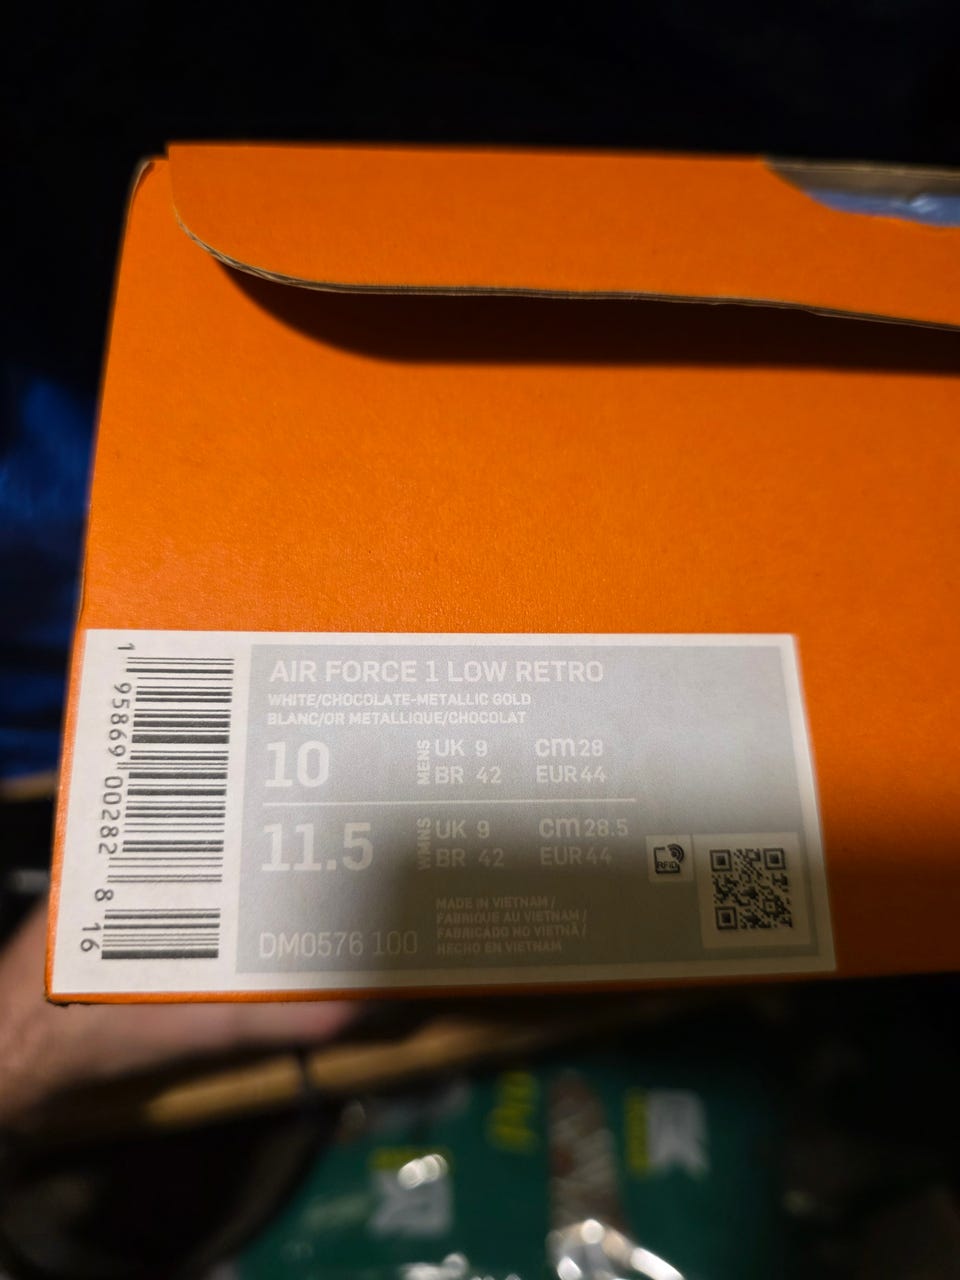 AIR FORCE 1 LOW RETRO
WHITE/CHOCOLATE-METALLIC GOLD
BLANC/OR METALLIQUE/CHOCOLAT
10
MENS
UK 9
cm 28
BR 42
EUR 44
11.5
WMNS
UK 9
cm 28.5
BR 42
EUR 44
RFID
MADE IN VIETNAM /
FABRIQUE AU VIETNAM /
FABRICADO NO VIETNÃ /
HECHO EN VIETNAM
DM0576 100
1 95869 00282 8 16